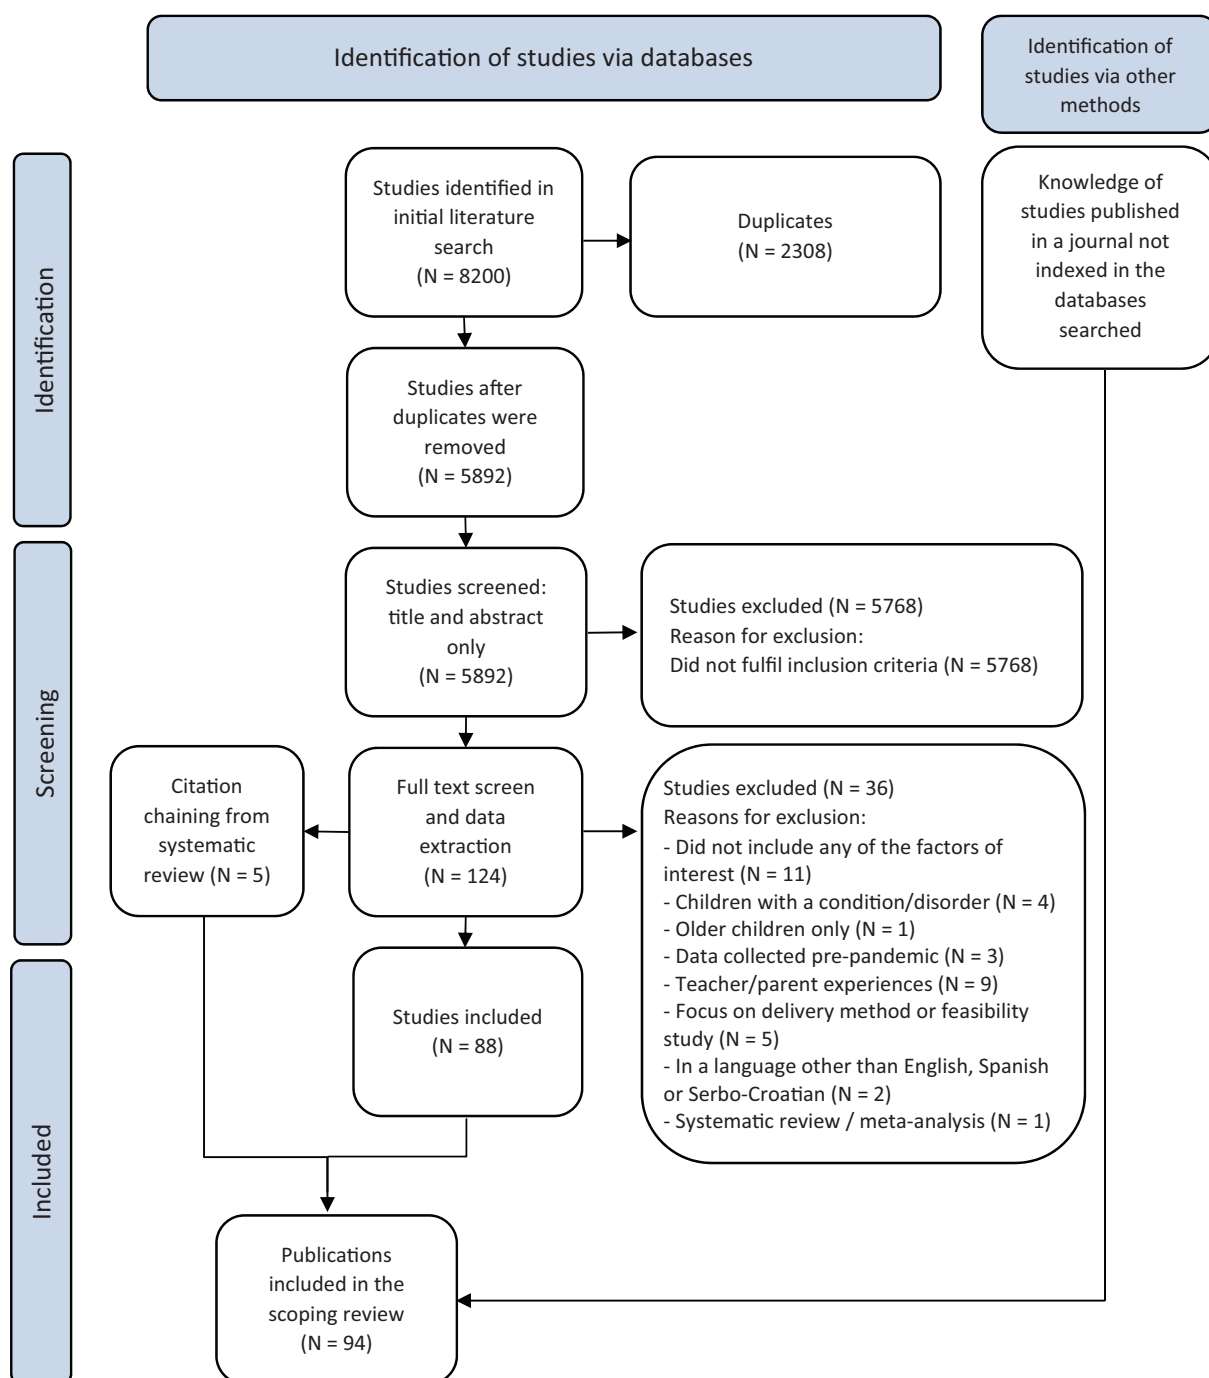 Identification of studies via databases
Identification of
studies via other
methods
Identification
Studies identified in
initial literature
search
(N = 8200)
Duplicates
(N = 2308)
Knowledge of
studies published
in a journal not
indexed in the
databases
searched
Studies after
duplicates were
removed
(N = 5892)
Screening
Studies screened:
title and abstract
only
(N = 5892)
Studies excluded (N = 5768)
Reason for exclusion:
Did not fulfil inclusion criteria (N = 5768)
Citation
chaining from
systematic
review (N = 5)
Full text screen
and data
extraction
(N = 124)
Studies excluded (N = 36)
Reasons for exclusion:
- Did not include any of the factors of
interest (N = 11)
- Children with a condition/disorder (N = 4)
- Older children only (N = 1)
- Data collected pre-pandemic (N = 3)
- Teacher/parent experiences (N = 9)
- Focus on delivery method or feasibility
study (N = 5)
- In a language other than English, Spanish
or Serbo-Croatian (N = 2)
- Systematic review / meta-analysis (N = 1)
Included
Studies included
(N = 88)
Publications
included in the
scoping review
(N = 94)